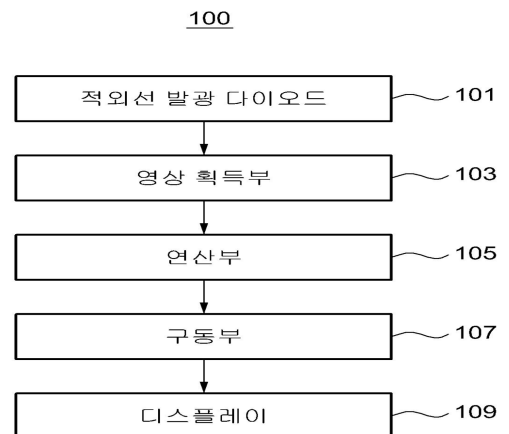 100
적외선 발광 다이오드 101
영상 획득부 103
연산부 105
구동부 107
디스플레이 109